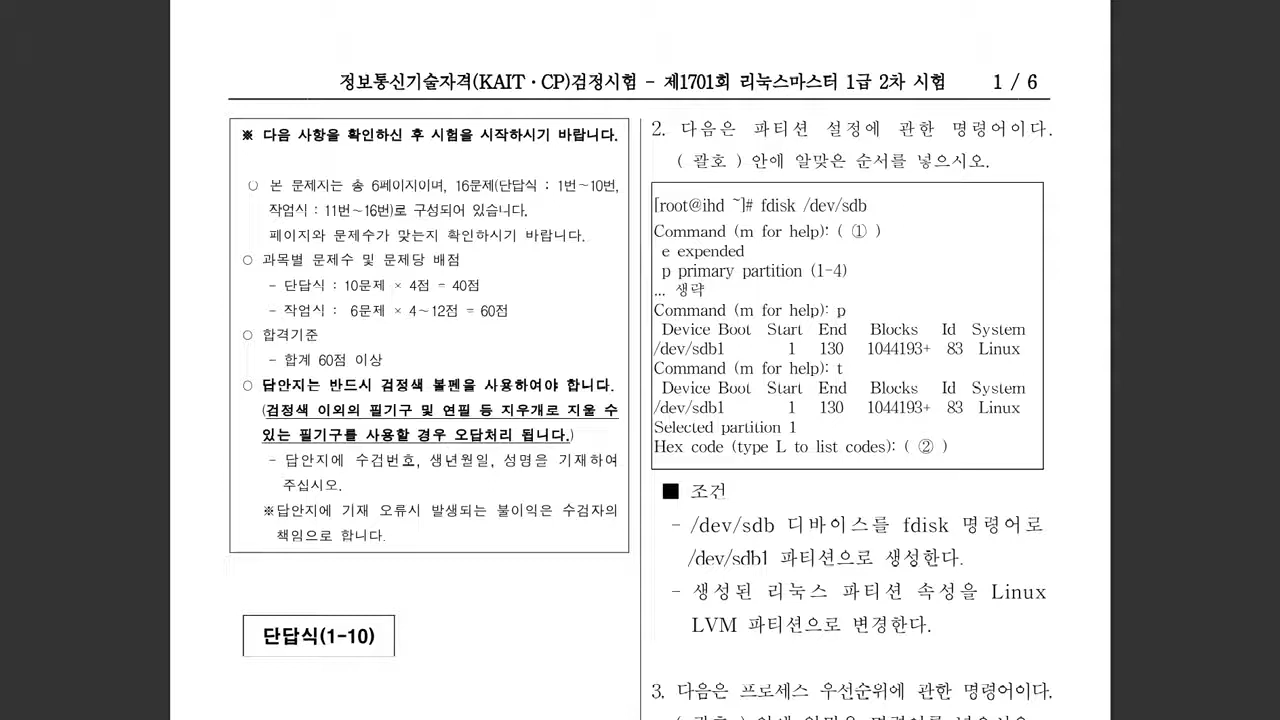 정보통신기술자격(KAIT・CP)검정시험 - 제1701회 리눅스마스터 1급 2차 시험 1 / 6
※ 다음 사항을 확인하신 후 시험을 시작하시기 바랍니다.
○ 본 문제지는 총 6페이지이며, 16문제(단답식 : 1번~10번,
작업식 : 11번~16번)로 구성되어 있습니다.
페이지와 문제수가 맞는지 확인하시기 바랍니다.
○ 과목별 문제수 및 문제당 배점
- 단답식 : 10문제 × 4점 = 40점
- 작업식 : 6문제 × 4~12점 = 60점
○ 합격기준
- 합계 60점 이상
○ 답안지는 반드시 검정색 볼펜을 사용하여야 합니다.
(검정색 이외의 필기구 및 연필 등 지우개로 지울 수
있는 필기구를 사용할 경우 오답처리 됩니다.)
- 답안지에 수검번호, 생년월일, 성명을 기재하여
주십시오.
※답안지에 기재 오류시 발생되는 불이익은 수검자의
책임으로 합니다.
단답식(1-10)
2. 다음은 파티션 설정에 관한 명령어이다.
( 괄호 ) 안에 알맞은 순서를 넣으시오.
[root@ihd ~]# fdisk /dev/sdb
Command (m for help): ( ① )
e expended
p primary partition (1-4)
... 생략
Command (m for help): p
Device Boot Start End Blocks Id System
/dev/sdb1 1 130 1044193+ 83 Linux
Command (m for help): t
Device Boot Start End Blocks Id System
/dev/sdb1 1 130 1044193+ 83 Linux
Selected partition 1
Hex code (type L to list codes): ( ② )
■ 조건
- /dev/sdb 디바이스를 fdisk 명령어로
/dev/sdb1 파티션으로 생성한다.
- 생성된 리눅스 파티션 속성을 Linux
LVM 파티션으로 변경한다.
3. 다음은 프로세스 우선순위에 관한 명령어이다.